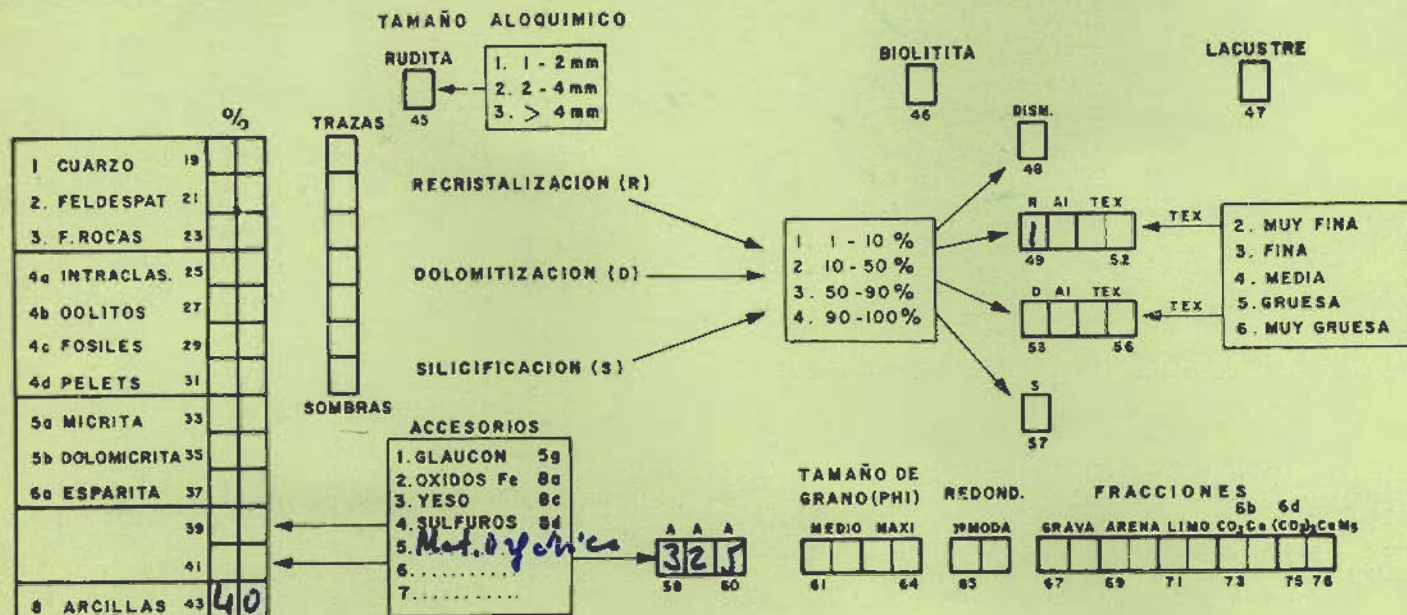 TAMAÑO ALOQUIMICO
RUDITA
45
1. 1 - 2 mm
2. 2 - 4 mm
3. > 4 mm
BIOLITITA
46
LACUSTRE
47
%
TRAZAS
SOMBRAS
1 CUARZO 19
2. FELDESPAT 21
3. F. ROCAS 23
4a INTRACLAS. 25
4b OOLITOS 27
4c FOSILES 29
4d PELETS 31
5a MICRITA 33
5b DOLOMICRITA 35
6a ESPARITA 37
39
41
8 ARCILLAS 43 40
RECRISTALIZACION (R)
DOLOMITIZACION (D)
SILICIFICACION (S)
1. 1 - 10 %
2 10 - 50 %
3. 50 - 90 %
4. 90 - 100 %
DISM.
48
R AI TEX
1
49 52
D AI TEX
53 56
S
57
TEX
TEX
2. MUY FINA
3. FINA
4. MEDIA
5. GRUESA
6. MUY GRUESA
ACCESORIOS
1. GLAUCON 5g
2. OXIDOS Fe 8a
3. YESO 8c
4. SULFUROS 8d
5. Mat.
6. ..........
7. ..........
A A A
3 2 5
58 60
TAMAÑO DE
GRANO (PHI)
MEDIO MAXI
61 64
REDOND.
1ª MODA
65
FRACCIONES
6b 6d
GRAVA ARENA LIMO CO3Ca (CO3)2CaMg
67 69 71 73 75 76